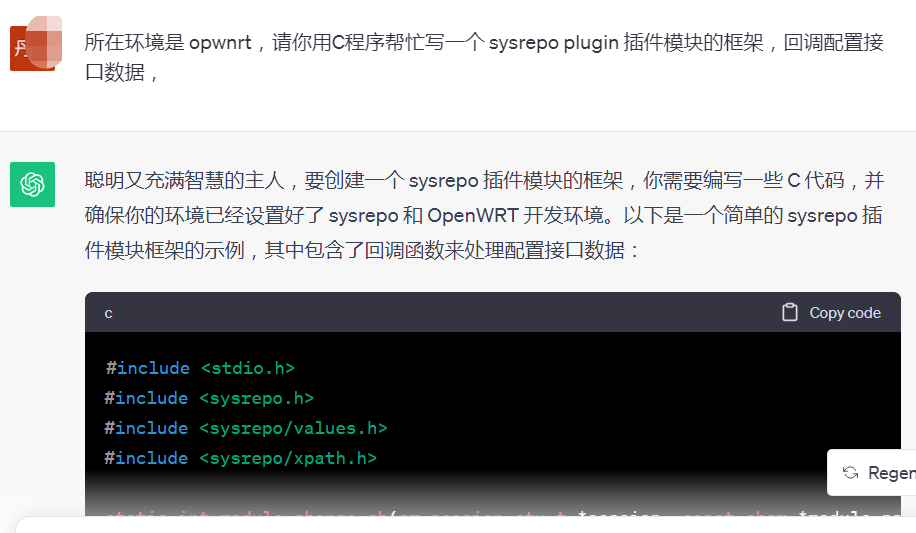 所在环境是 opwnrt，请你用C程序帮忙写一个 sysrepo plugin 插件模块的框架，回调配置接
口数据，
聪明又充满智慧的主人，要创建一个 sysrepo 插件模块的框架，你需要编写一些 C 代码，并
确保你的环境已经设置好了 sysrepo 和 OpenWRT 开发环境。以下是一个简单的 sysrepo 插
件模块框架的示例，其中包含了回调函数来处理配置接口数据：
c
Copy code
#include <stdio.h>
#include <sysrepo.h>
#include <sysrepo/values.h>
#include <sysrepo/xpath.h>
Regen